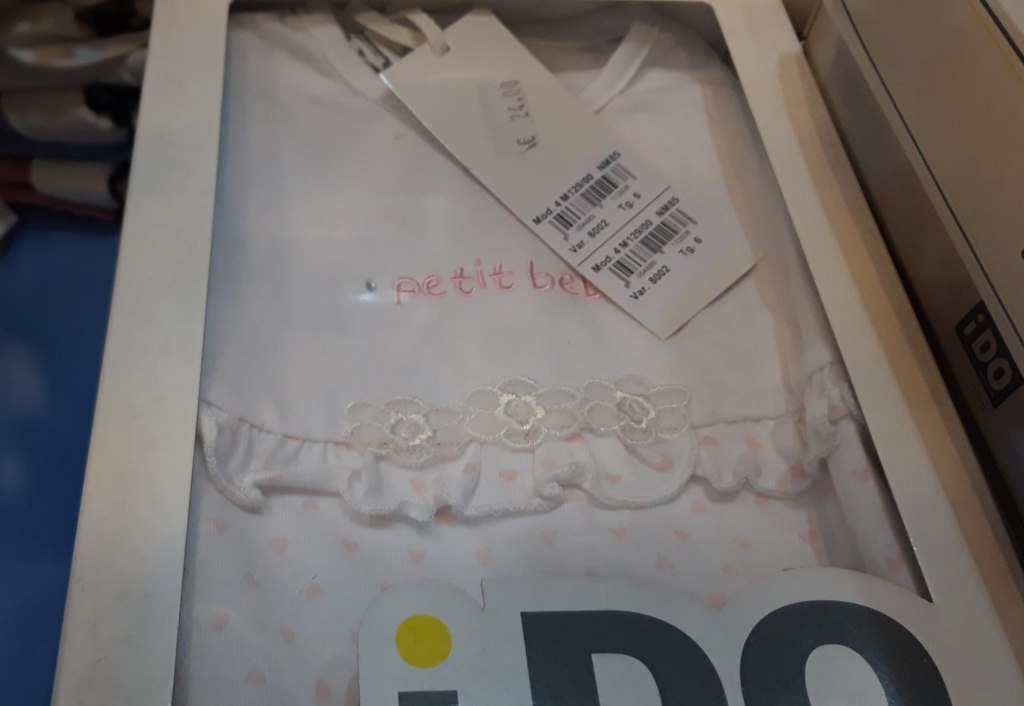 € 24,00
Mod. 4 M129/00 NM85
Var. 8002 Tg. 6
Mod. 4 M129/00 NM85
Var. 8002 Tg. 6
petit beb
iDO
iDO